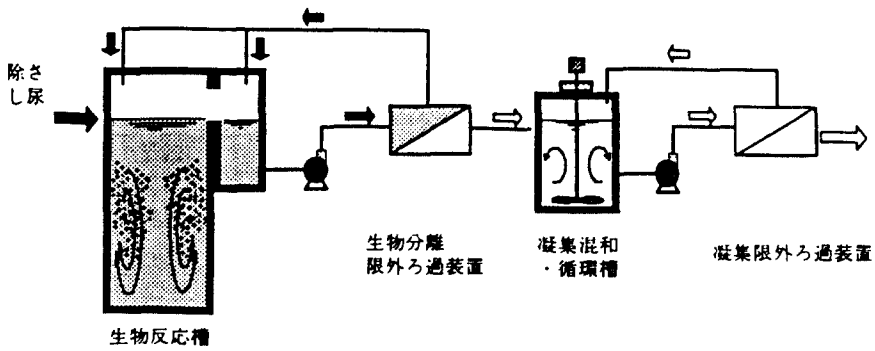 除さ
し尿
生物分離
限外ろ過装置
凝集混和
・循環槽
凝集限外ろ過装置
生物反応槽